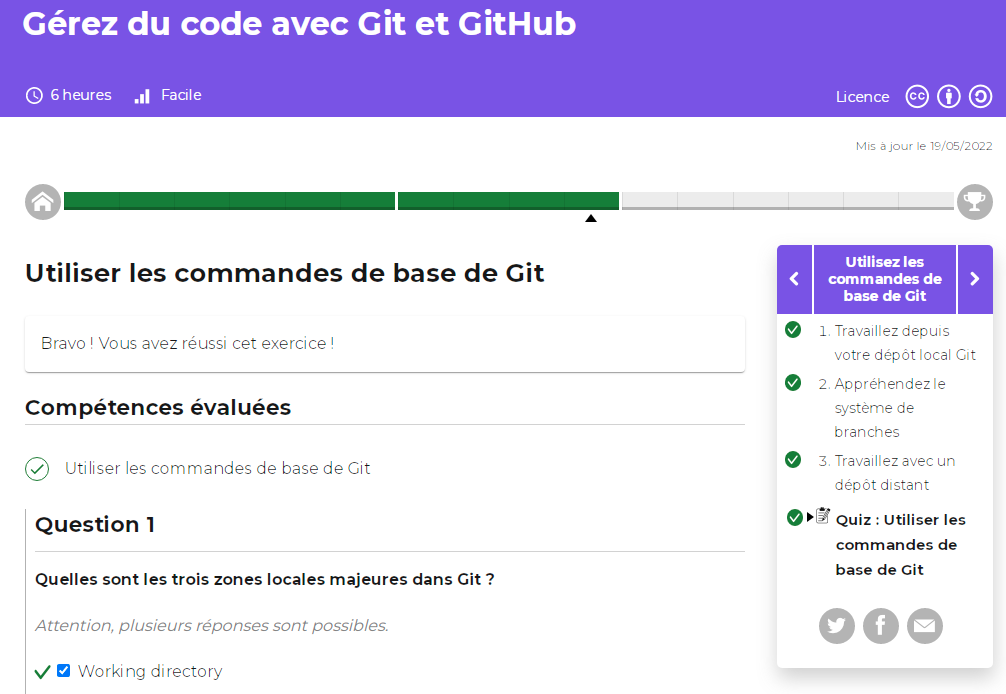 Gérez du code avec Git et GitHub
6 heures
Facile
Licence
Mis à jour le 19/05/2022
Utiliser les commandes de base de Git
Bravo ! Vous avez réussi cet exercice !
Compétences évaluées
Utiliser les commandes de base de Git
Question 1
Quelles sont les trois zones locales majeures dans Git ?
Attention, plusieurs réponses sont possibles.
Working directory
Utilisez les
commandes de
base de Git
1. Travaillez depuis
votre dépôt local Git
2. Appréhendez le
système de
branches
3. Travaillez avec un
dépôt distant
Quiz : Utiliser les
commandes de
base de Git